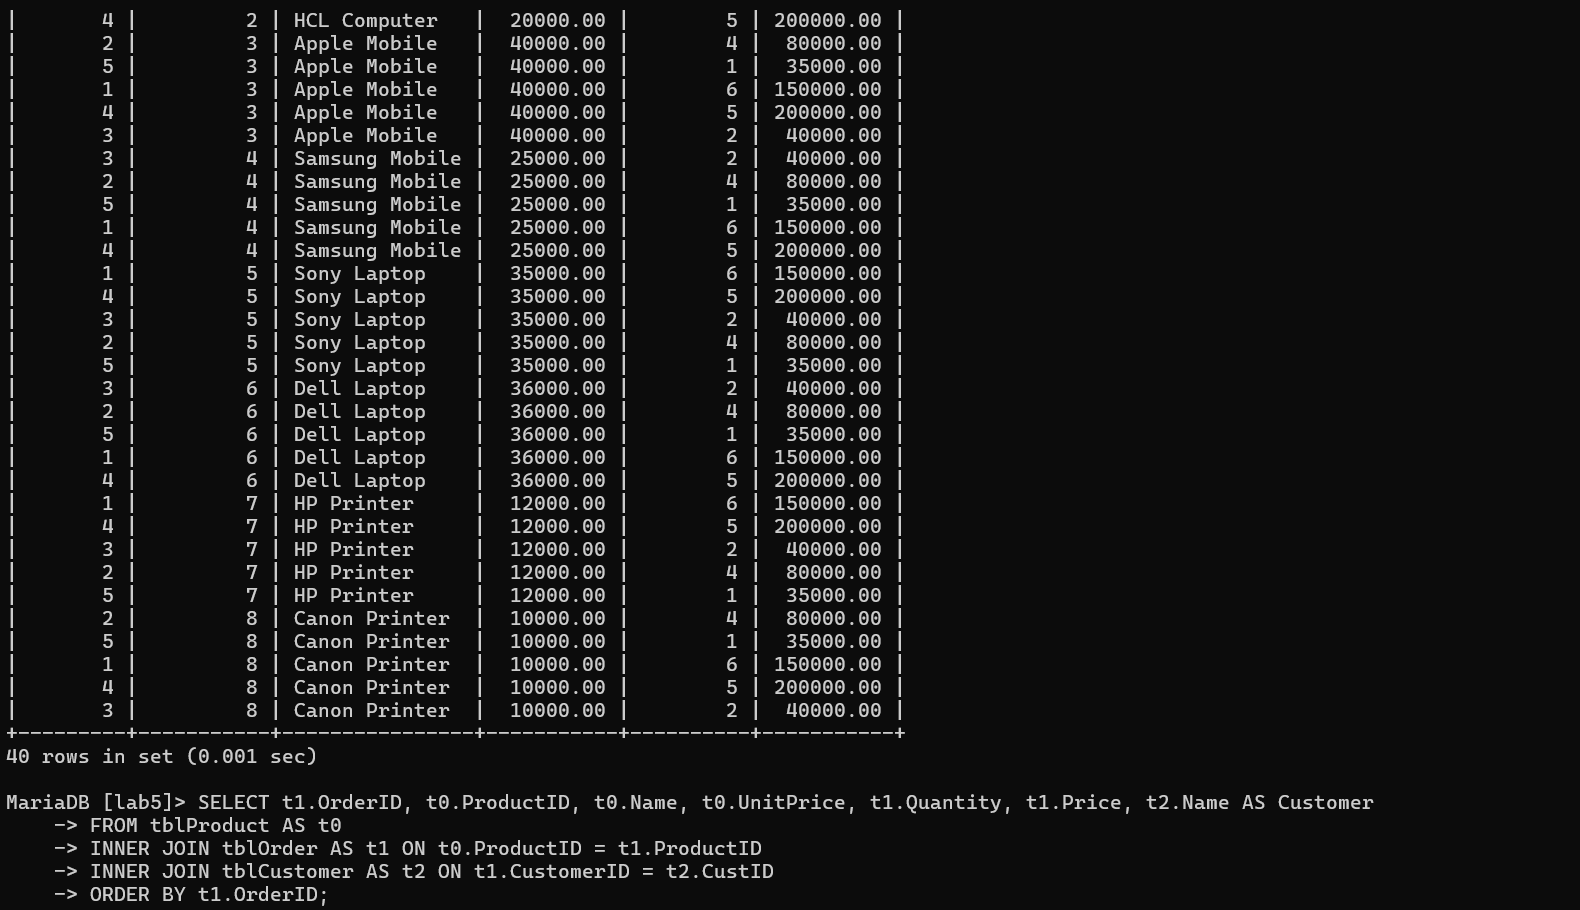 |       4 |         2 | HCL Computer   |  20000.00 |        5 | 200000.00 |
|       2 |         3 | Apple Mobile   |  40000.00 |        4 |  80000.00 |
|       5 |         3 | Apple Mobile   |  40000.00 |        1 |  35000.00 |
|       1 |         3 | Apple Mobile   |  40000.00 |        6 | 150000.00 |
|       4 |         3 | Apple Mobile   |  40000.00 |        5 | 200000.00 |
|       3 |         3 | Apple Mobile   |  40000.00 |        2 |  40000.00 |
|       3 |         4 | Samsung Mobile |  25000.00 |        2 |  40000.00 |
|       2 |         4 | Samsung Mobile |  25000.00 |        4 |  80000.00 |
|       5 |         4 | Samsung Mobile |  25000.00 |        1 |  35000.00 |
|       1 |         4 | Samsung Mobile |  25000.00 |        6 | 150000.00 |
|       4 |         4 | Samsung Mobile |  25000.00 |        5 | 200000.00 |
|       1 |         5 | Sony Laptop    |  35000.00 |        6 | 150000.00 |
|       4 |         5 | Sony Laptop    |  35000.00 |        5 | 200000.00 |
|       3 |         5 | Sony Laptop    |  35000.00 |        2 |  40000.00 |
|       2 |         5 | Sony Laptop    |  35000.00 |        4 |  80000.00 |
|       5 |         5 | Sony Laptop    |  35000.00 |        1 |  35000.00 |
|       3 |         6 | Dell Laptop    |  36000.00 |        2 |  40000.00 |
|       2 |         6 | Dell Laptop    |  36000.00 |        4 |  80000.00 |
|       5 |         6 | Dell Laptop    |  36000.00 |        1 |  35000.00 |
|       1 |         6 | Dell Laptop    |  36000.00 |        6 | 150000.00 |
|       4 |         6 | Dell Laptop    |  36000.00 |        5 | 200000.00 |
|       1 |         7 | HP Printer     |  12000.00 |        6 | 150000.00 |
|       4 |         7 | HP Printer     |  12000.00 |        5 | 200000.00 |
|       3 |         7 | HP Printer     |  12000.00 |        2 |  40000.00 |
|       2 |         7 | HP Printer     |  12000.00 |        4 |  80000.00 |
|       5 |         7 | HP Printer     |  12000.00 |        1 |  35000.00 |
|       2 |         8 | Canon Printer  |  10000.00 |        4 |  80000.00 |
|       5 |         8 | Canon Printer  |  10000.00 |        1 |  35000.00 |
|       1 |         8 | Canon Printer  |  10000.00 |        6 | 150000.00 |
|       4 |         8 | Canon Printer  |  10000.00 |        5 | 200000.00 |
|       3 |         8 | Canon Printer  |  10000.00 |        2 |  40000.00 |
+---------+-----------+----------------+-----------+----------+-----------+
40 rows in set (0.001 sec)

MariaDB [lab5]> SELECT t1.OrderID, t0.ProductID, t0.Name, t0.UnitPrice, t1.Quantity, t1.Price, t2.Name AS Customer
    -> FROM tblProduct AS t0
    -> INNER JOIN tblOrder AS t1 ON t0.ProductID = t1.ProductID
    -> INNER JOIN tblCustomer AS t2 ON t1.CustomerID = t2.CustID
    -> ORDER BY t1.OrderID;